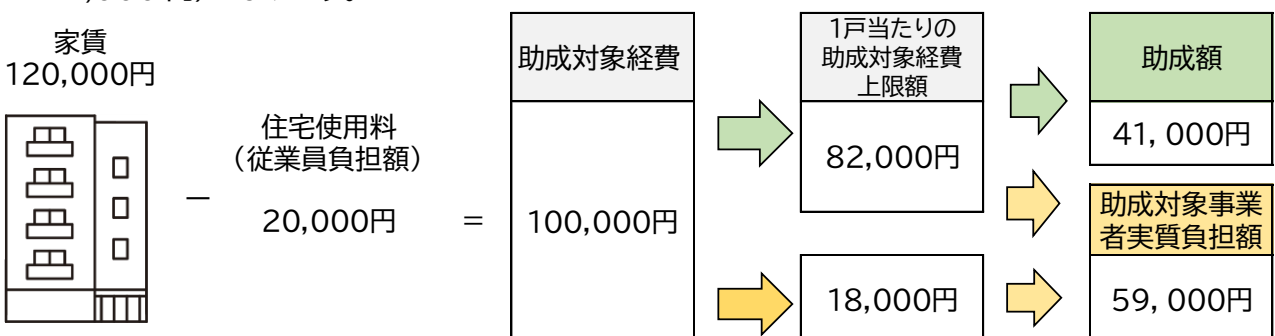 家賃
120,000円
－
住宅使用料
（従業員負担額）
20,000円
＝
助成対象経費
100,000円
1戸当たりの
助成対象経費
上限額
82,000円
18,000円
助成額
41,000円
助成対象事業
者実質負担額
59,000円